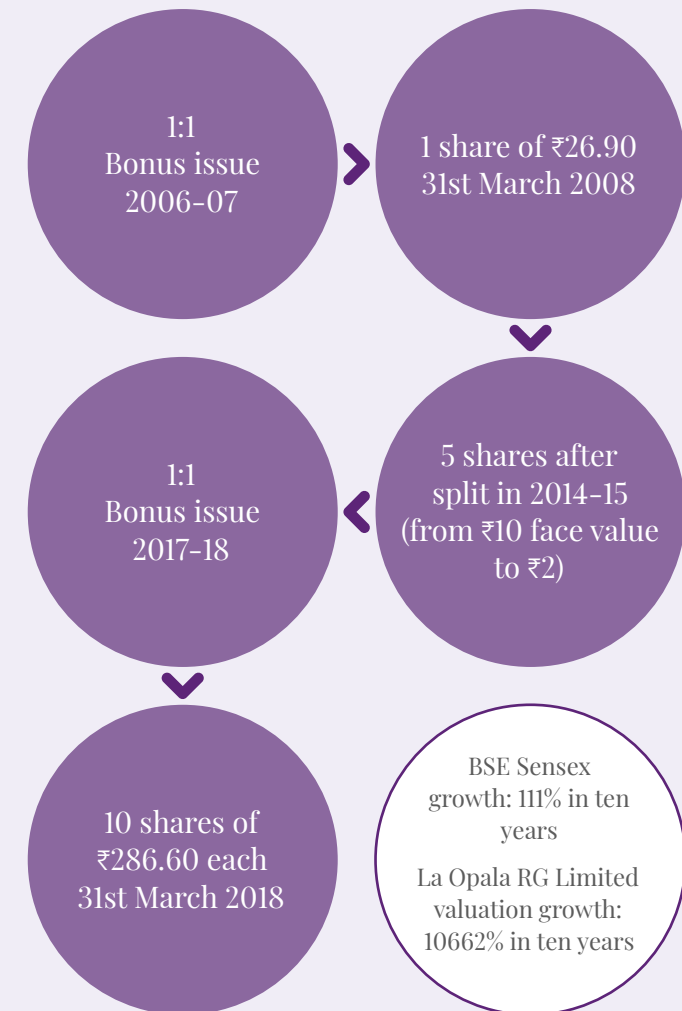 1:1
Bonus issue
2006-07
1 share of ₹26.90
31st March 2008
5 shares after
split in 2014-15
(from ₹10 face value
to ₹2)
1:1
Bonus issue
2017-18
10 shares of
₹286.60 each
31st March 2018
BSE Sensex
growth: 111% in ten
years
La Opala RG Limited
valuation growth:
10662% in ten years